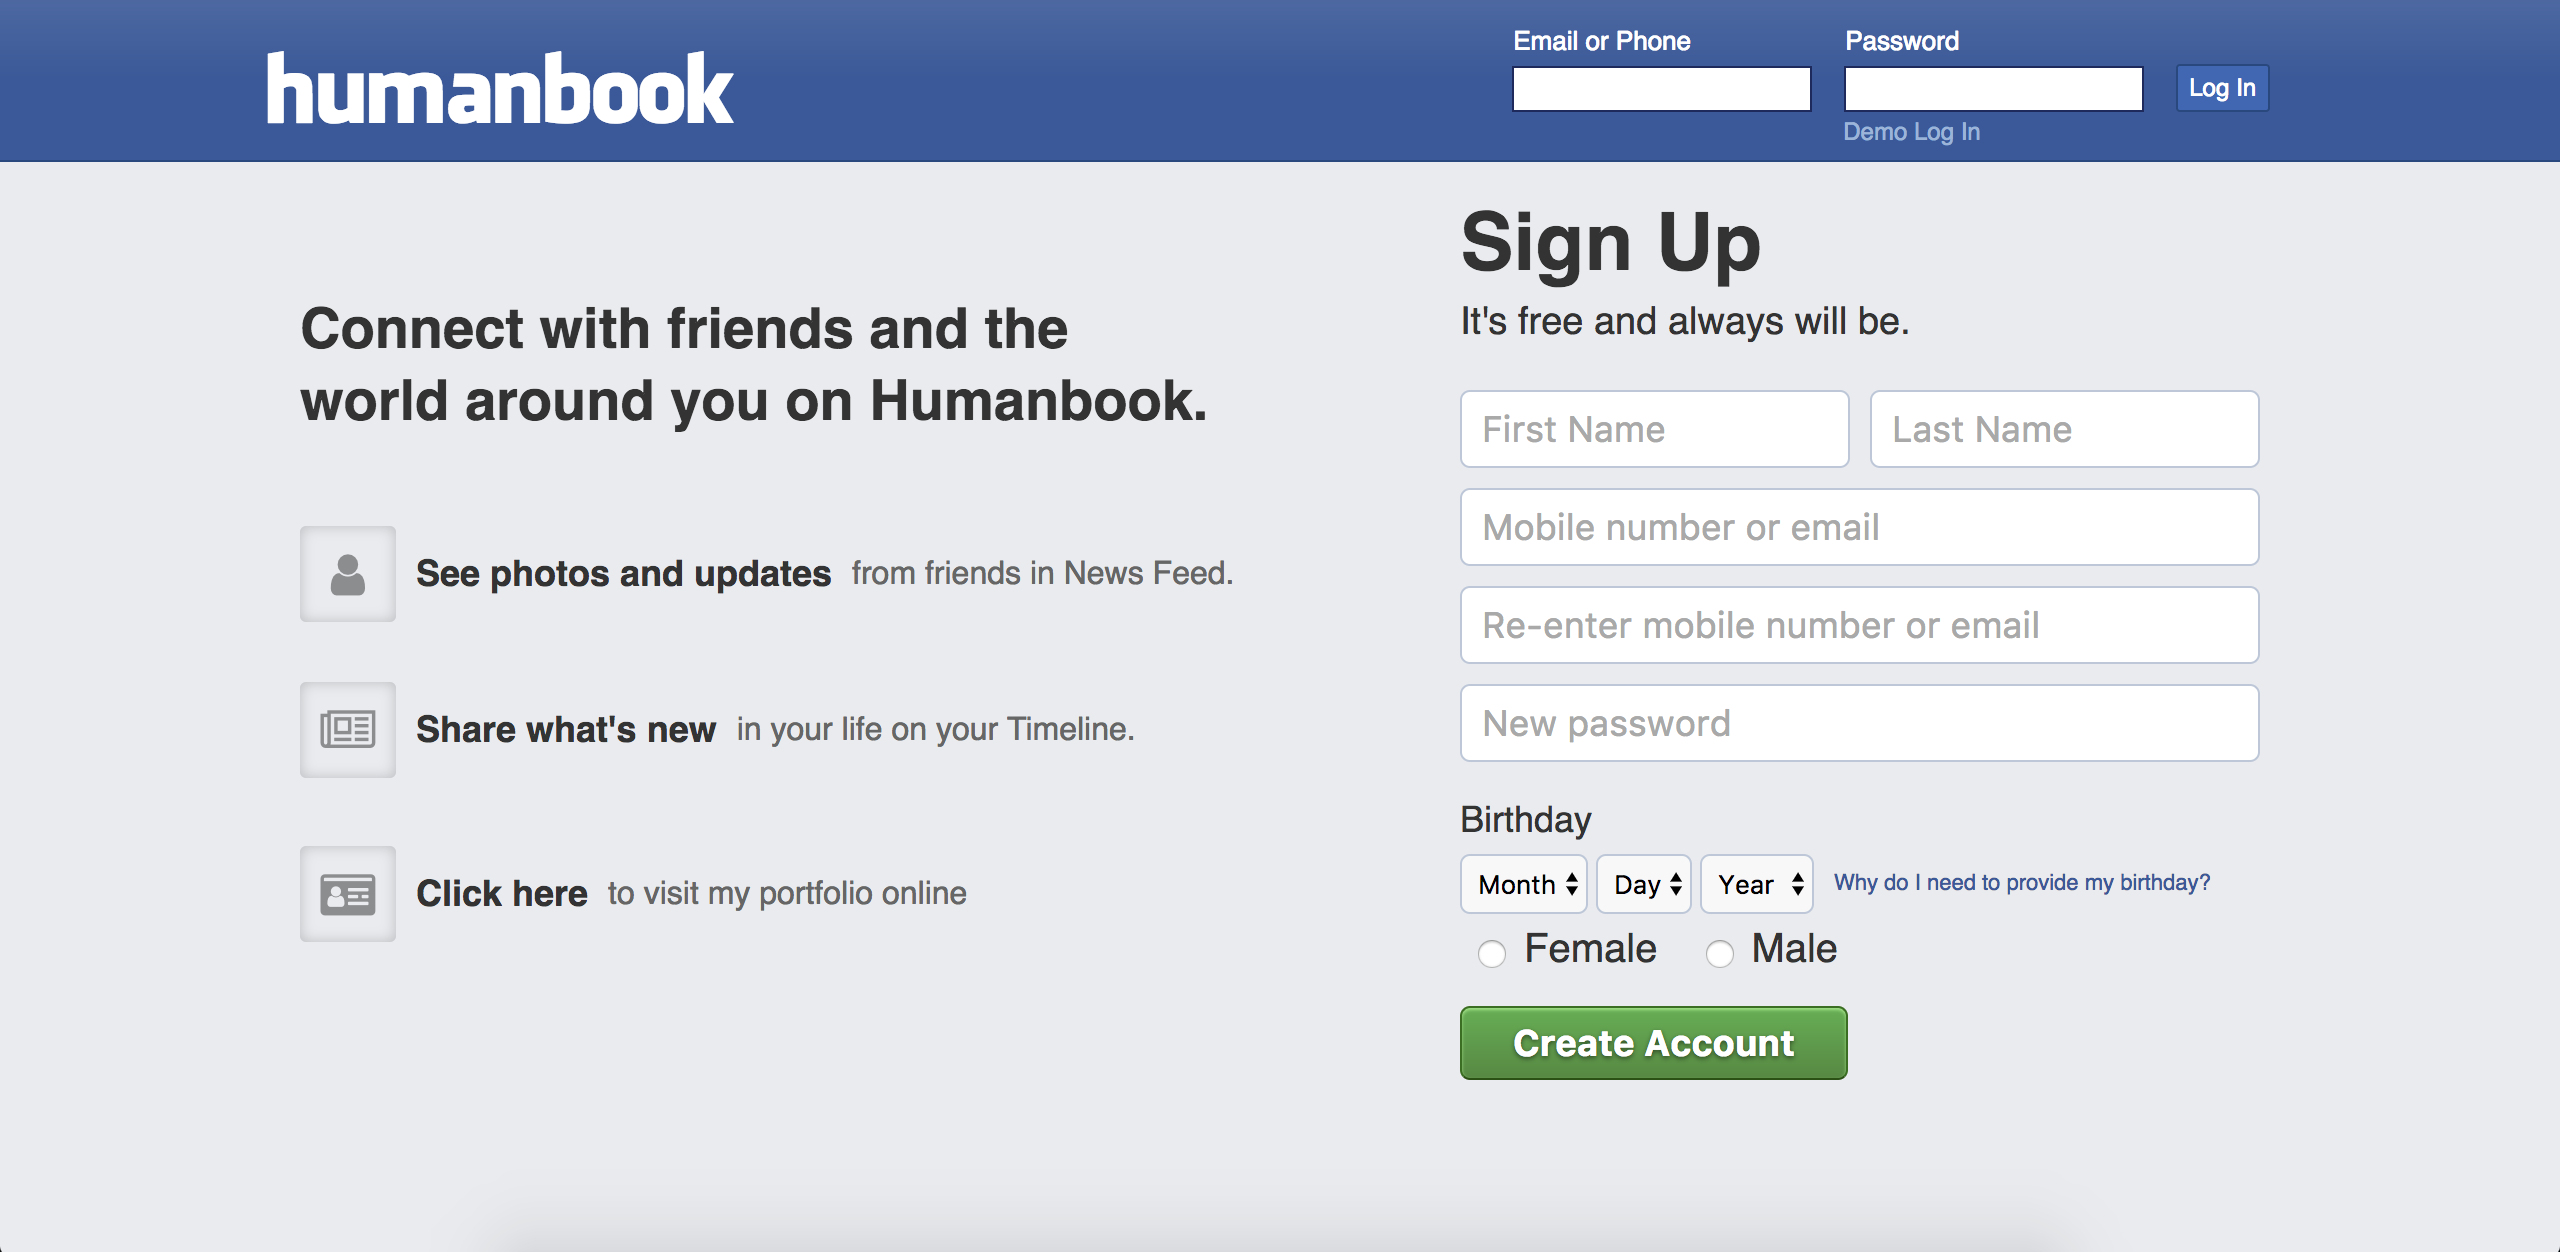 humanbook
Email or Phone
Password
Log In
Demo Log In
Connect with friends and the
world around you on Humanbook.
See photos and updates from friends in News Feed.
Share what's new in your life on your Timeline.
Click here to visit my portfolio online
Sign Up
It's free and always will be.
First Name
Last Name
Mobile number or email
Re-enter mobile number or email
New password
Birthday
Month Day Year Why do I need to provide my birthday?
Female Male
Create Account